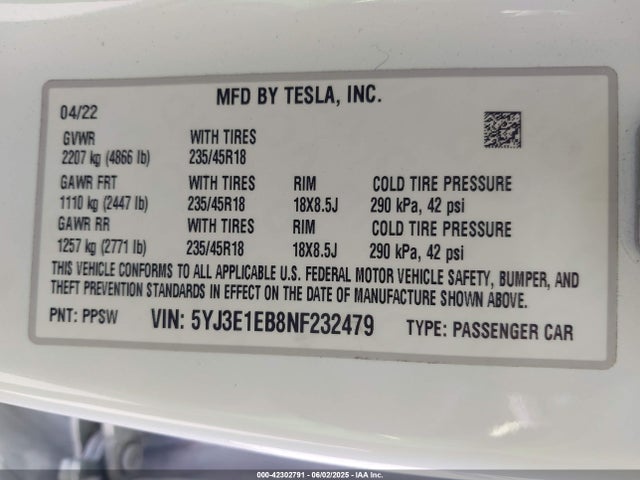 MFD BY TESLA, INC.
04/22
GVWR WITH TIRES
2207 kg (4866 lb) 235/45R18
GAWR FRT WITH TIRES RIM COLD TIRE PRESSURE
1110 kg (2447 lb) 235/45R18 18X8.5J 290 kPa, 42 psi
GAWR RR WITH TIRES RIM COLD TIRE PRESSURE
1257 kg (2771 lb) 235/45R18 18X8.5J 290 kPa, 42 psi
THIS VEHICLE CONFORMS TO ALL APPLICABLE U.S. FEDERAL MOTOR VEHICLE SAFETY, BUMPER, AND
THEFT PREVENTION STANDARDS IN EFFECT ON THE DATE OF MANUFACTURE SHOWN ABOVE.
PNT: PPSW VIN: 5YJ3E1EB8NF232479 TYPE: PASSENGER CAR
000-42302791 - 06/02/2025 - IAA Inc.